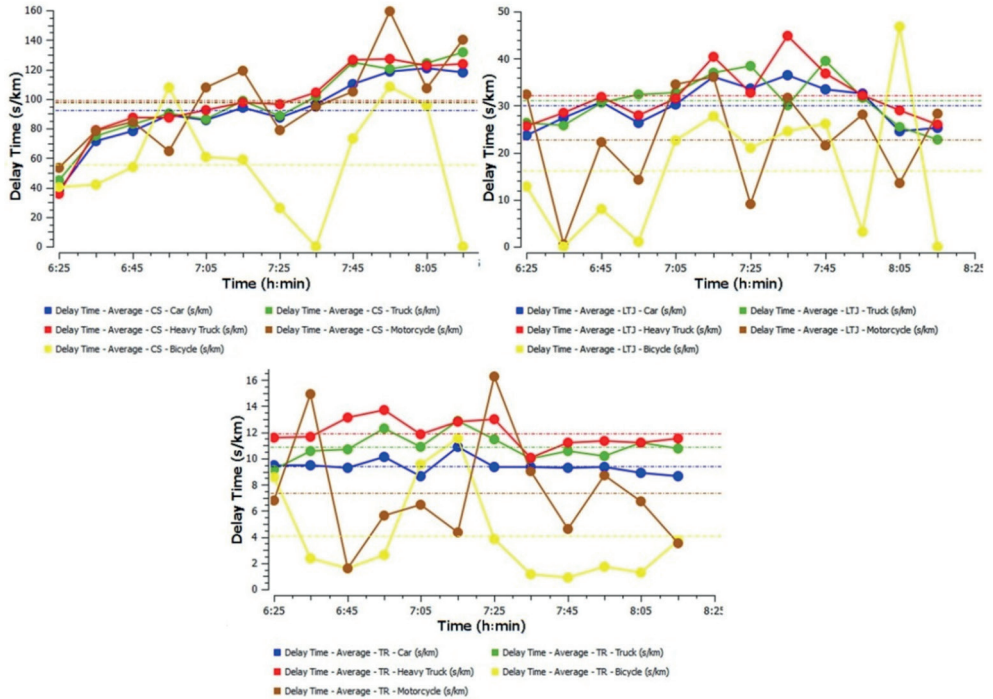 160
140
120
100
80
60
40
20
0
Delay Time (s/km)
6:25 6:45 7:05 7:25 7:45 8:05
Time (h:min)
Delay Time - Average - CS - Car (s/km) Delay Time - Average - CS - Truck (s/km)
Delay Time - Average - CS - Heavy Truck (s/km) Delay Time - Average - CS - Motorcycle (s/km)
Delay Time - Average - CS - Bicycle (s/km)
50
40
30
20
10
0
Delay Time (s/km)
6:25 6:45 7:05 7:25 7:45 8:05 8:25
Time (h:min)
Delay Time - Average - LTJ - Car (s/km) Delay Time - Average - LTJ - Truck (s/km)
Delay Time - Average - LTJ - Heavy Truck (s/km) Delay Time - Average - LTJ - Motorcycle (s/km)
Delay Time - Average - LTJ - Bicycle (s/km)
16
14
12
10
8
6
4
2
0
Delay Time (s/km)
6:25 6:45 7:05 7:25 7:45 8:05 8:25
Time (h:min)
Delay Time - Average - TR - Car (s/km) Delay Time - Average - TR - Truck (s/km)
Delay Time - Average - TR - Heavy Truck (s/km) Delay Time - Average - TR - Bicycle (s/km)
Delay Time - Average - TR - Motorcycle (s/km)